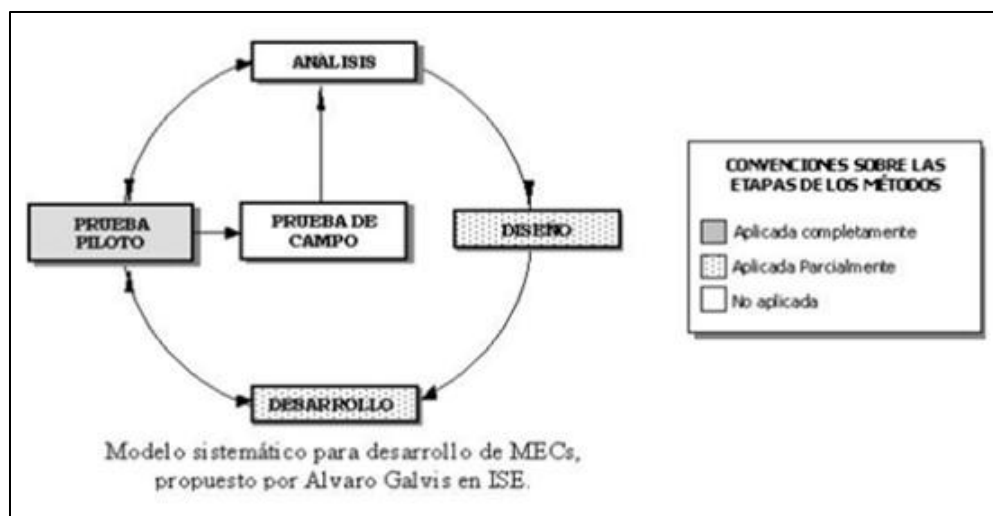 ANÁLISIS
PRUEBA
PILOTO
PRUEBA DE
CAMPO
DISEÑO
DESARROLLO
Modelo sistemático para desarrollo de MECs,
propuesto por Alvaro Galvis en ISE.
CONVENCIONES SOBRE LAS
ETAPAS DE LOS MÉTODOS
Aplicada completamente
Aplicada Parcialmente
No aplicada